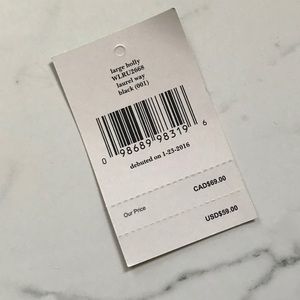 large holly
WLRU2668
laurel way
black (001)
0 98689 98319 6
debuted on 1-23-2016
CAD$69.00
Our Price
USD$59.00